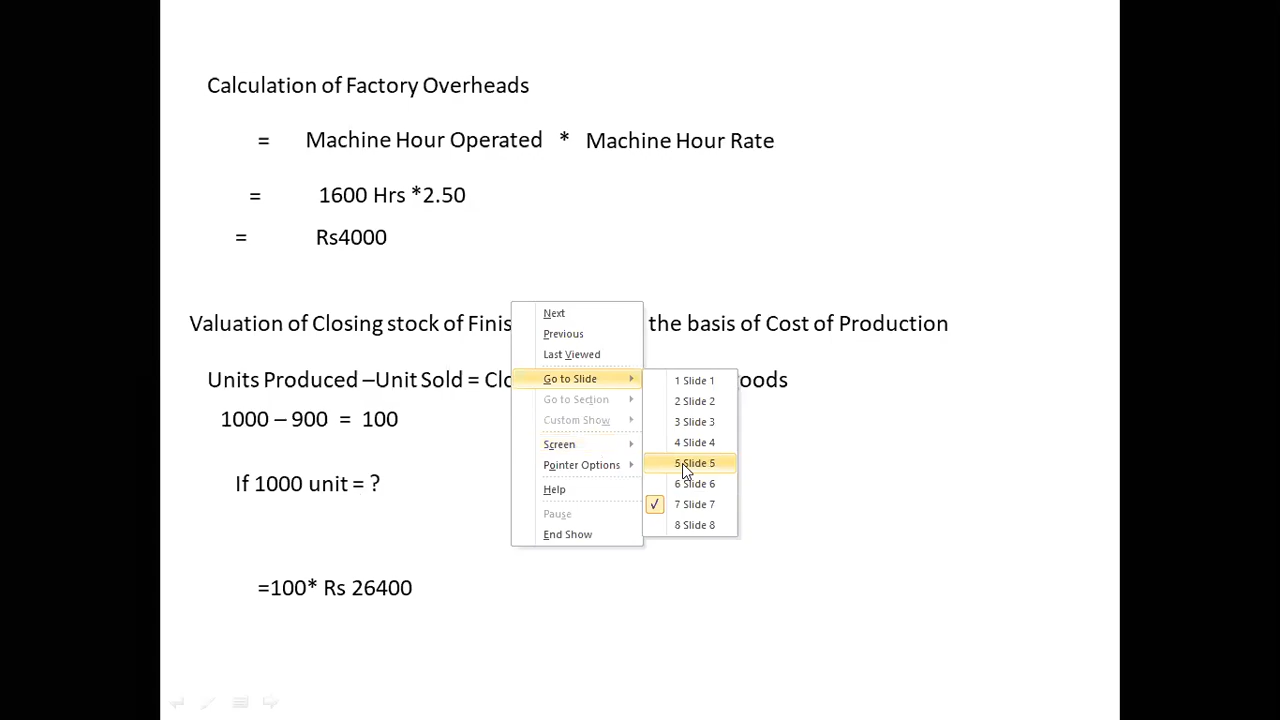 Calculation of Factory Overheads
= Machine Hour Operated * Machine Hour Rate
= 1600 Hrs *2.50
= Rs4000
Valuation of Closing stock of Finis the basis of Cost of Production
Units Produced –Unit Sold = Clo oods
1000 – 900 = 100
If 1000 unit = ?
=100* Rs 26400
Next
Previous
Last Viewed
Go to Slide
Go to Section
Custom Show
Screen
Pointer Options
Help
Pause
End Show
1 Slide 1
2 Slide 2
3 Slide 3
4 Slide 4
5 Slide 5
6 Slide 6
7 Slide 7
8 Slide 8